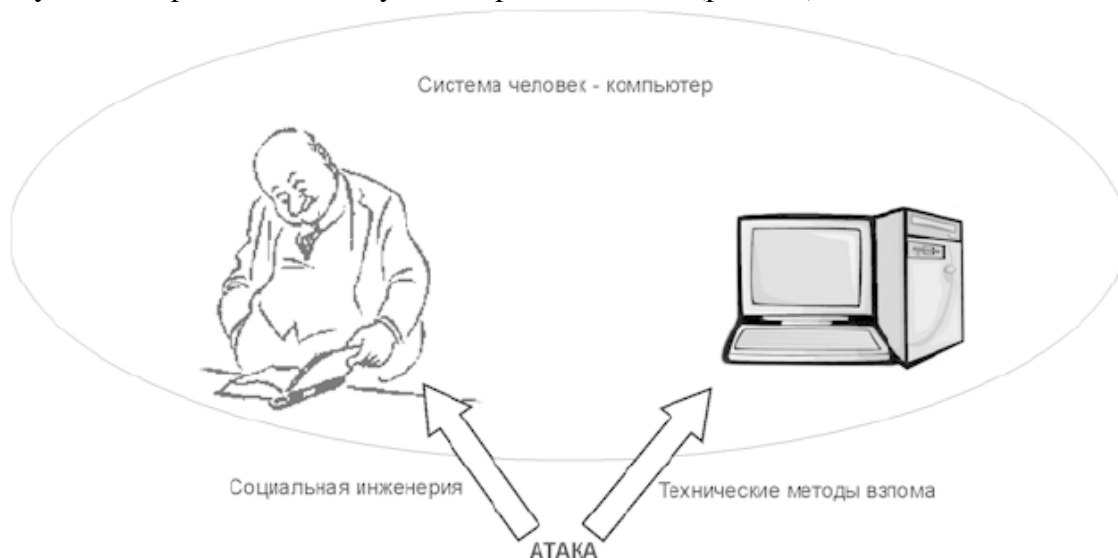 Система человек - компьютер
Социальная инженерия
Технические методы взлома
АТАКА